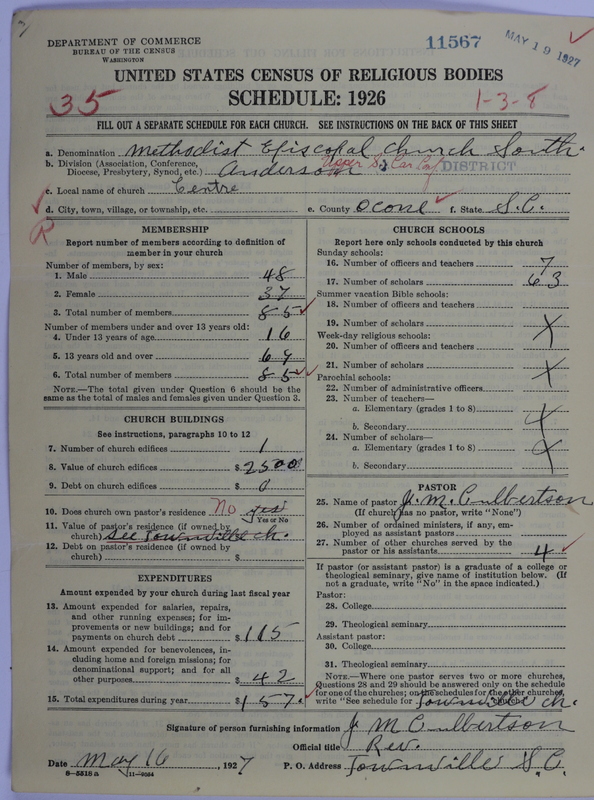 DEPARTMENT OF COMMERCE
BUREAU OF THE CENSUS
WASHINGTON
11567
MAY 19 1927
UNITED STATES CENSUS OF RELIGIOUS BODIES
SCHEDULE: 1926
35
1-3-8
FILL OUT A SEPARATE SCHEDULE FOR EACH CHURCH. SEE INSTRUCTIONS ON THE BACK OF THIS SHEET
a. Denomination Methodist Episcopal Church South.
b. Division (Association, Conference, Diocese, Presbytery, Synod, etc.) Anderson Upper S. Car Conf DISTRICT
c. Local name of church Centre
d. City, town, village, or township, etc. e. County Oconee f. State S.C.
R
MEMBERSHIP
Report number of members according to definition of member in your church
Number of members, by sex:
1. Male 48
2. Female 37
3. Total number of members 85
Number of members under and over 13 years old:
4. Under 13 years of age 16
5. 13 years old and over 69
6. Total number of members 85
NOTE.—The total given under Question 6 should be the same as the total of males and females given under Question 3.
CHURCH BUILDINGS
See instructions, paragraphs 10 to 12
7. Number of church edifices 1
8. Value of church edifices $2500
9. Debt on church edifices $ 0
10. Does church own pastor's residence No yes
Yes or No
11. Value of pastor's residence (if owned by church) See Townville ch.
12. Debt on pastor's residence (if owned by church) $
EXPENDITURES
Amount expended by your church during last fiscal year
13. Amount expended for salaries, repairs, and other running expenses; for improvements or new buildings; and for payments on church debt $115
14. Amount expended for benevolences, including home and foreign missions; for denominational support; and for all other purposes $ 42
15. Total expenditures during year $157.
CHURCH SCHOOLS
Report here only schools conducted by this church
Sunday schools:
16. Number of officers and teachers 7
17. Number of scholars 63
Summer vacation Bible schools:
18. Number of officers and teachers
19. Number of scholars X
Week-day religious schools:
20. Number of officers and teachers
21. Number of scholars X
Parochial schools:
22. Number of administrative officers
23. Number of teachers—
a. Elementary (grades 1 to 8)
b. Secondary X
24. Number of scholars—
a. Elementary (grades 1 to 8) X
b. Secondary
PASTOR
25. Name of pastor J. M. Culbertson
(If church has no pastor, write "None")
26. Number of ordained ministers, if any, employed as assistant pastors
27. Number of other churches served by the pastor or his assistants 4
If pastor (or assistant pastor) is a graduate of a college or theological seminary, give name of institution below. (If not a graduate, write "No" in the space indicated.)
Pastor:
28. College
29. Theological seminary
Assistant pastor:
30. College
31. Theological seminary
NOTE.—Where one pastor serves two or more churches, Questions 28 and 29 should be answered only on the schedule for one of the churches; on the schedules for the other churches, write "See schedule for Townville ch.
Signature of person furnishing information J M Culbertson
Official title Rev.
Date May 16, 1927 P. O. Address Townville S C
8—5518 a 11—9034